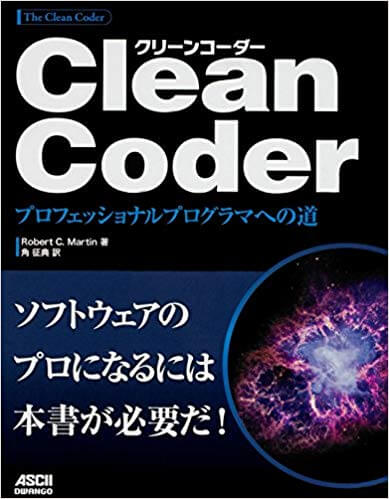 The Clean Coder
クリーンコーダー
Clean
Coder
プロフェッショナルプログラマへの道
Robert C. Martin 著
角 征典 訳
ソフトウェアの
プロになるには
本書が必要だ！
ASCII
DWANGO